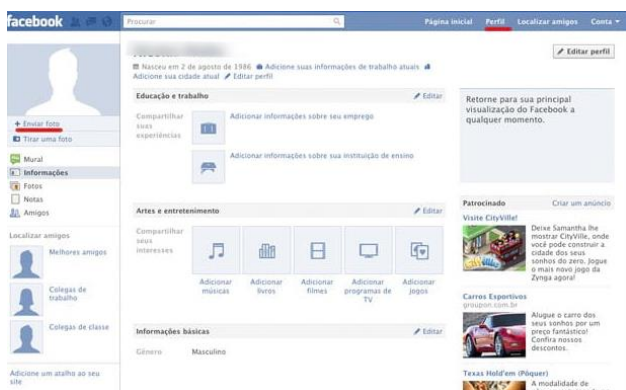 facebook
Procurar
Página inicial
Perfil
Localizar amigos
Conta
Editar perfil
Nasceu em 2 de agosto de 1986 Adicione suas informações de trabalho atuais
Adicione sua cidade atual Editar perfil
+ Enviar foto
Tirar uma foto
Mural
Informações
Fotos
Notas
Amigos
Localizar amigos
Melhores amigos
Colegas de
trabalho
Colegas de classe
Adicione um atalho ao seu
site
Educação e trabalho
Editar
Compartilhar
suas
experiências
Adicionar informações sobre seu emprego
Adicionar informações sobre sua instituição de ensino
Artes e entretenimento
Editar
Compartilhar
seus
interesses
Adicionar
músicas
Adicionar
livros
Adicionar
filmes
Adicionar
programas de
TV
Adicionar
jogos
Informações básicas
Editar
Gênero
Masculino
Retorne para sua principal
visualização do Facebook a
qualquer momento.
Patrocinado
Criar um anúncio
Visite CityVille!
Deixe Samantha lhe
mostrar CityVille, onde
você pode construir a
cidade dos seus
sonhos do zero. Jogue
o mais novo jogo da
Zynga agora!
Carros Esportivos
groupon.com.br
Alugue o carro dos
seus sonhos por um
preço fantástico!
Confira nossos
descontos.
Texas Hold'em (Pôquer)
A modalidade de